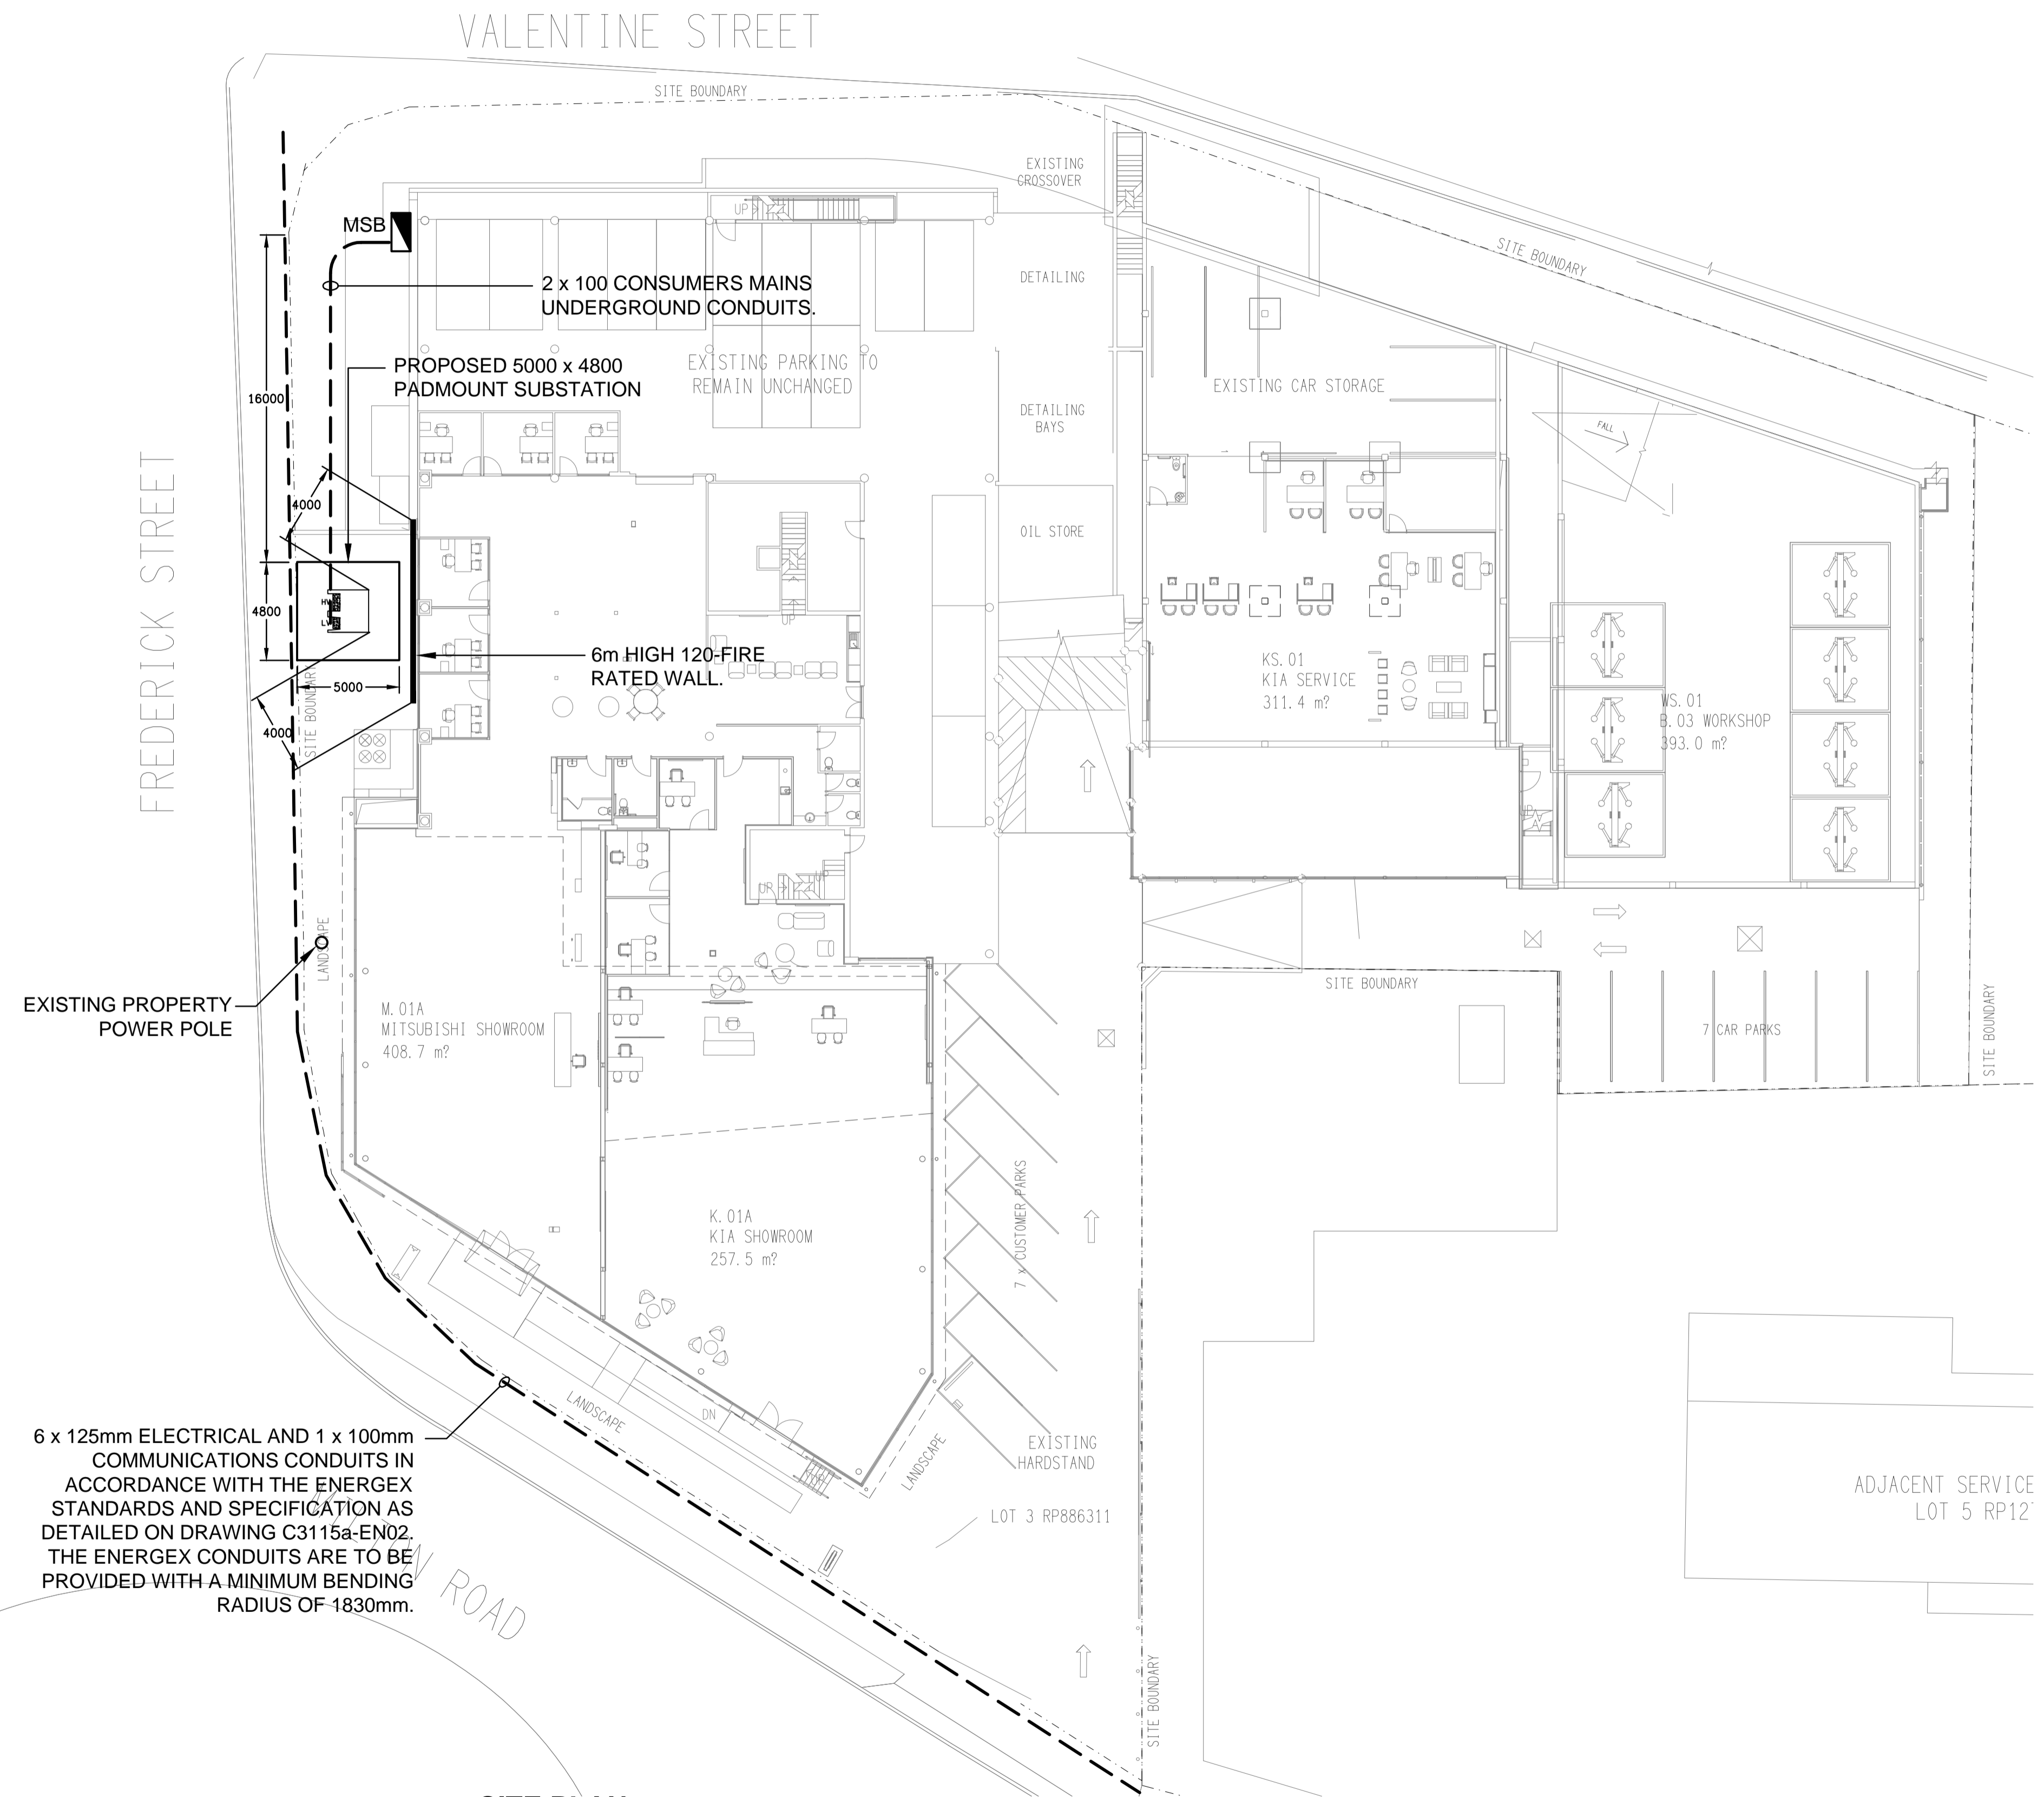 VALENTINE STREET
SITE BOUNDARY
EXISTING
CROSSOVER
UP
MSB
SITE BOUNDARY
2 x 100 CONSUMERS MAINS
UNDERGROUND CONDUITS.
DETAILING
PROPOSED 5000 x 4800
PADMOUNT SUBSTATION
EXISTING PARKING TO
REMAIN UNCHANGED
EXISTING CAR STORAGE
16000
DETAILING
BAYS
FALL
FREDERICK STREET
4000
OIL STORE
4800
HV
LV
UP
6m HIGH 120-FIRE
RATED WALL.
KS.01
KIA SERVICE
311.4 m?
5000
SITE BOUNDARY
WS.01
B.03 WORKSHOP
393.0 m?
4000
UP
UP
LANDSCAPE
SITE BOUNDARY
EXISTING PROPERTY
POWER POLE
M.01A
MITSUBISHI SHOWROOM
408.7 m?
7 CAR PARKS
SITE BOUNDARY
K.01A
KIA SHOWROOM
257.5 m?
7 x CUSTOMER PARKS
LANDSCAPE
DN
6 x 125mm ELECTRICAL AND 1 x 100mm
COMMUNICATIONS CONDUITS IN
ACCORDANCE WITH THE ENERGEX
STANDARDS AND SPECIFICATION AS
DETAILED ON DRAWING C3115a-EN02.
THE ENERGEX CONDUITS ARE TO BE
PROVIDED WITH A MINIMUM BENDING
RADIUS OF 1830mm.
EXISTING
HARDSTAND
LANDSCAPE
UP
LOT 3 RP886311
ADJACENT SERVICE
LOT 5 RP12
ROAD
SITE BOUNDARY